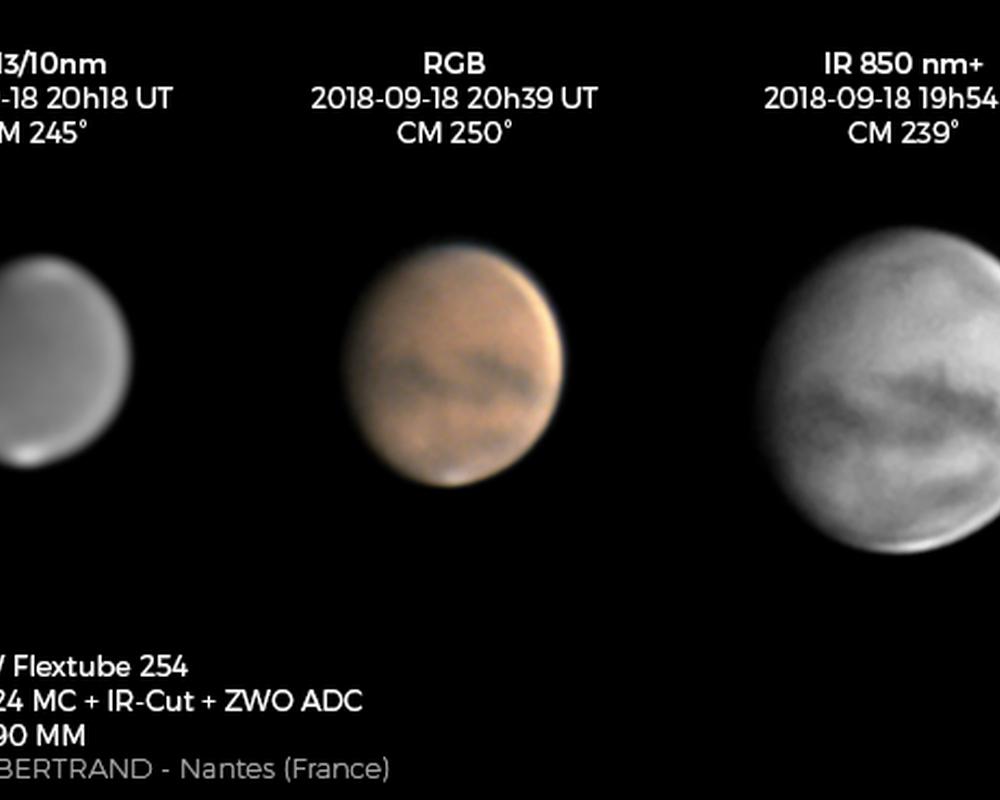 13/10nm
-18 20h18 UT
M 245°
RGB
2018-09-18 20h39 UT
CM 250°
IR 850 nm+
2018-09-18 19h54
CM 239°
/ Flextube 254
24 MC + IR-Cut + ZWO ADC
90 MM
BERTRAND - Nantes (France)